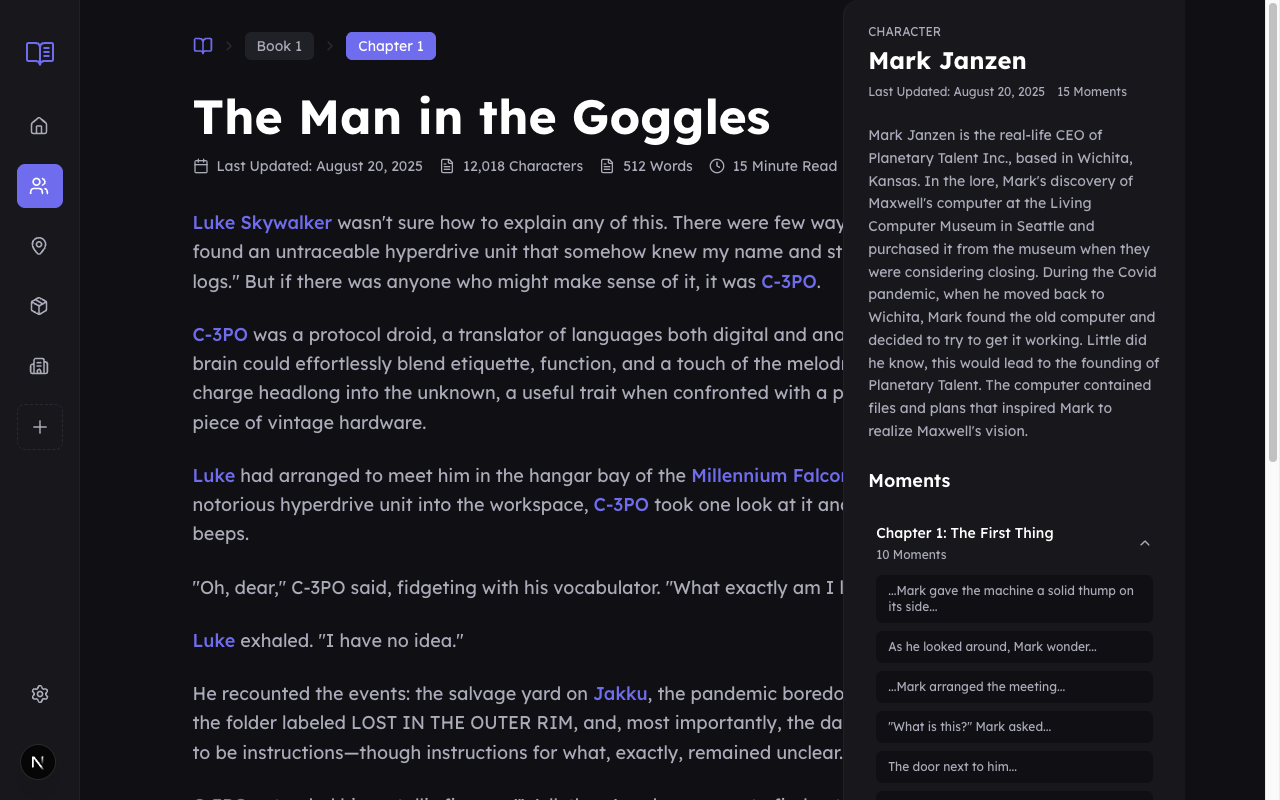 Book 1
Chapter 1
The Man in the Goggles
Last Updated: August 20, 2025 12,018 Characters 512 Words 15 Minute Read
Luke Skywalker wasn't sure how to explain any of this. There were few
found an untraceable hyperdrive unit that somehow knew my name and
logs." But if there was anyone who might make sense of it, it was C-3PO.
C-3PO was a protocol droid, a translator of languages both digital and
brain could effortlessly blend etiquette, function, and a touch of the
charge headlong into the unknown, a useful trait when confronted with a
piece of vintage hardware.
Luke had arranged to meet him in the hangar bay of the Millennium
notorious hyperdrive unit into the workspace, C-3PO took one look at it
beeps.
"Oh, dear," C-3PO said, fidgeting with his vocabulator. "What exactly am I
Luke exhaled. "I have no idea."
He recounted the events: the salvage yard on Jakku, the pandemic
the folder labeled LOST IN THE OUTER RIM, and, most importantly, the
to be instructions—though instructions for what, exactly, remained unclear.
CHARACTER
Mark Janzen
Last Updated: August 20, 2025 15 Moments
Mark Janzen is the real-life CEO of
Planetary Talent Inc., based in Wichita,
Kansas. In the lore, Mark's discovery of
Maxwell's computer at the Living
Computer Museum in Seattle and
purchased it from the museum when they
were considering closing. During the Covid
pandemic, when he moved back to
Wichita, Mark found the old computer and
decided to try to get it working. Little did
he know, this would lead to the founding of
Planetary Talent. The computer contained
files and plans that inspired Mark to
realize Maxwell's vision.
Moments
Chapter 1: The First Thing
10 Moments
...Mark gave the machine a solid thump on
its side...
As he looked around, Mark wonder...
...Mark arranged the meeting...
"What is this?" Mark asked...
The door next to him...
N